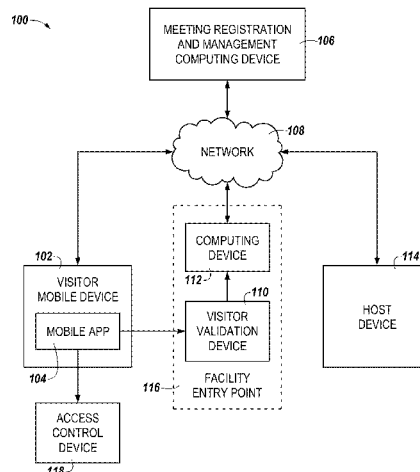 100
MEETING REGISTRATION
AND MANAGEMENT
COMPUTING DEVICE
106
108
NETWORK
102
VISITOR
MOBILE DEVICE
MOBILE APP
104
COMPUTING
DEVICE
112
110
VISITOR
VALIDATION
DEVICE
116
FACILITY
ENTRY POINT
114
HOST
DEVICE
ACCESS
CONTROL
DEVICE
118